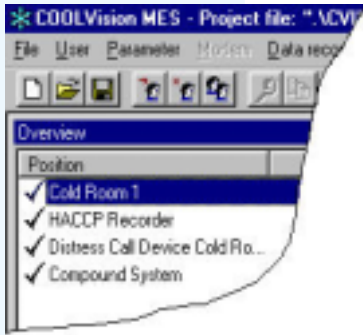 COOLVision MES - Project file: ".\CVI
File User Parameter Modem Data reco
Overview
Position
Cold Room 1
HACCP Recorder
Distress Call Device Cold Ro...
Compound System